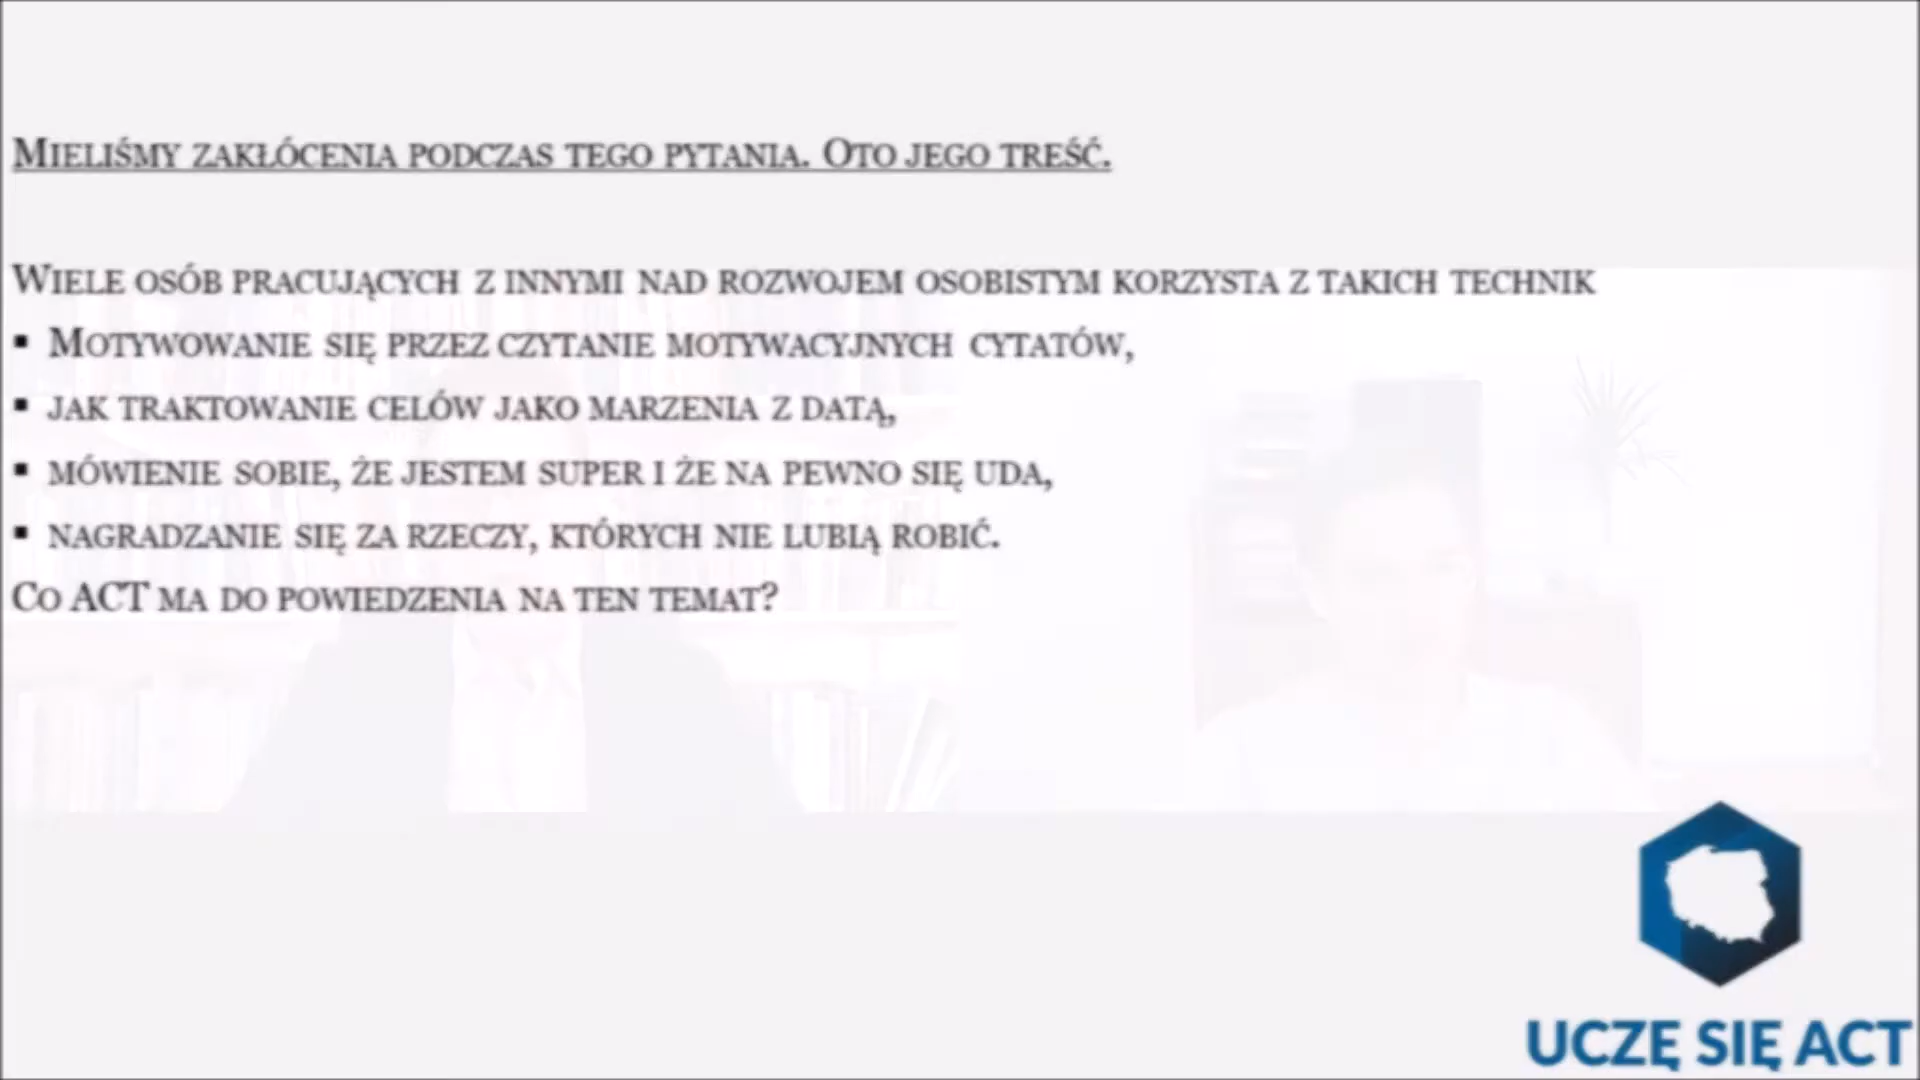 Mieliśmy zakłócenia podczas tego pytania. Oto jego treść.
Wiele osób pracujących z innymi nad rozwojem osobistym korzysta z takich technik
▪ Motywowanie się przez czytanie motywacyjnych cytatów,
▪ jak traktowanie celów jako marzenia z datą,
▪ mówienie sobie, że jestem super i że na pewno się uda,
▪ nagradzanie się za rzeczy, których nie lubią robić.
Co ACT ma do powiedzenia na ten temat?
UCZĘ SIĘ ACT